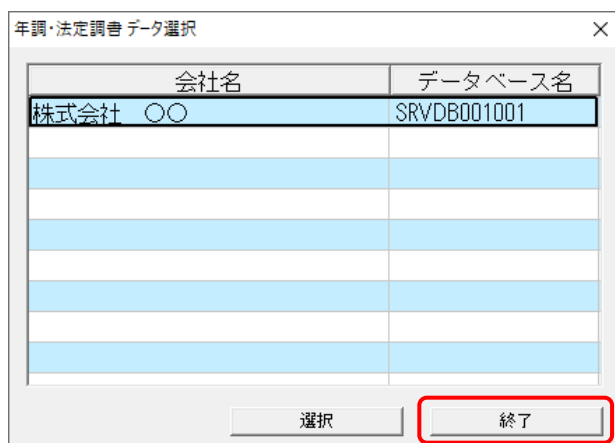 年調・法定調書 データ選択
会社名 データベース名
株式会社 〇〇 SRVDB001001
選択 終了